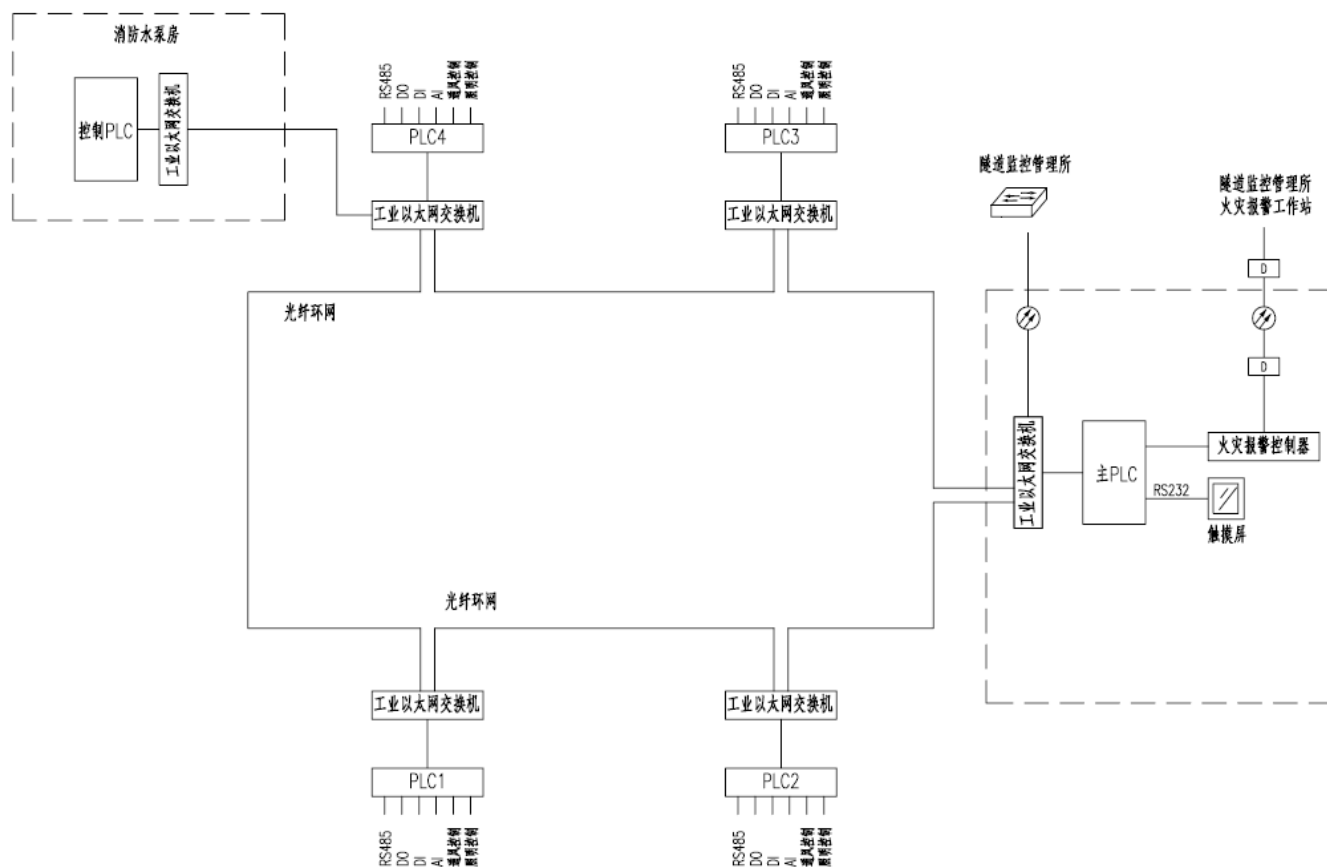 消防水泵房
控制PLC
工业以太网交换机
RS485
DO
DI
AI
通风控制
照明控制
PLC4
工业以太网交换机
RS485
DO
DI
AI
通风控制
照明控制
PLC3
工业以太网交换机
隧道监控管理所
隧道监控管理所
火灾报警工作站
D
D
光纤环网
工业以太网交换机
主PLC
火灾报警控制器
RS232
触摸屏
光纤环网
工业以太网交换机
PLC1
RS485
DO
DI
AI
通风控制
照明控制
工业以太网交换机
PLC2
RS485
DO
DI
AI
通风控制
照明控制